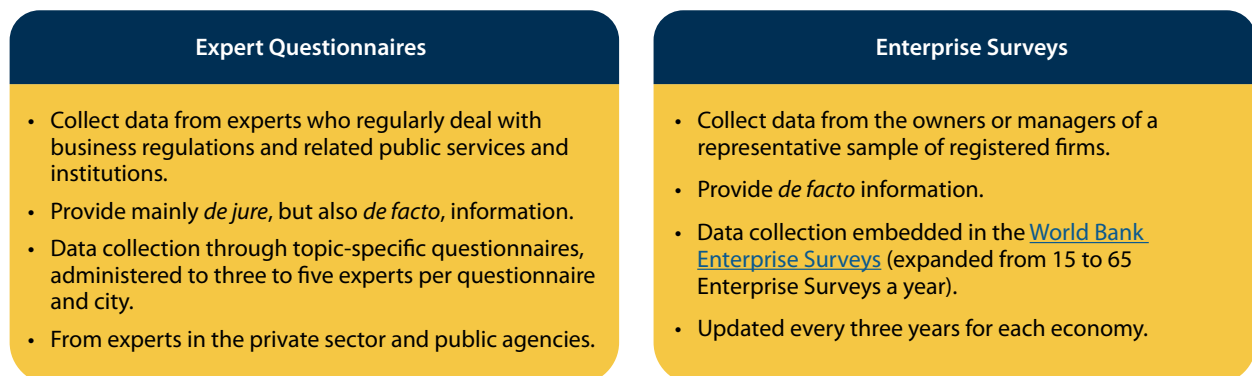 Expert Questionnaires
• Collect data from experts who regularly deal with
business regulations and related public services and
institutions.
• Provide mainly de jure, but also de facto, information.
• Data collection through topic-specific questionnaires,
administered to three to five experts per questionnaire
and city.
• From experts in the private sector and public agencies.
Enterprise Surveys
• Collect data from the owners or managers of a
representative sample of registered firms.
• Provide de facto information.
• Data collection embedded in the World Bank
Enterprise Surveys (expanded from 15 to 65
Enterprise Surveys a year).
• Updated every three years for each economy.